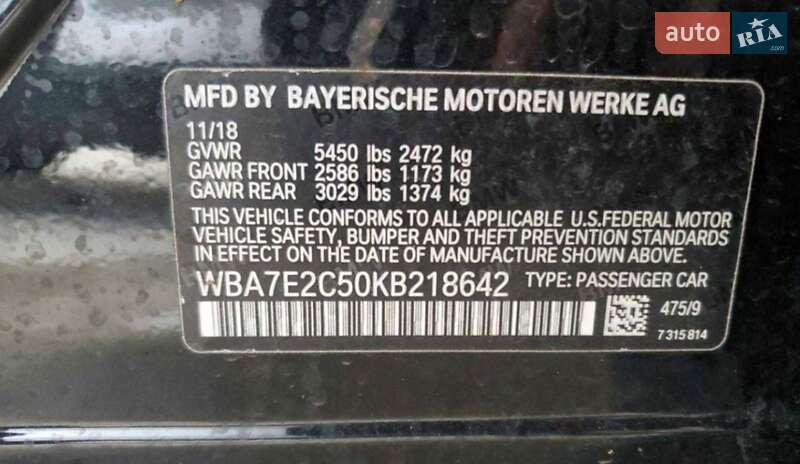 auto RIA .com
MFD BY BAYERISCHE MOTOREN WERKE AG
11/18
GVWR 5450 lbs 2472 kg
GAWR FRONT 2586 lbs 1173 kg
GAWR REAR 3029 lbs 1374 kg
THIS VEHICLE CONFORMS TO ALL APPLICABLE U.S.FEDERAL MOTOR
VEHICLE SAFETY, BUMPER AND THEFT PREVENTION STANDARDS
IN EFFECT ON THE DATE OF MANUFACTURE SHOWN ABOVE.
WBA7E2C50KB218642 TYPE: PASSENGER CAR
475/9
7315814